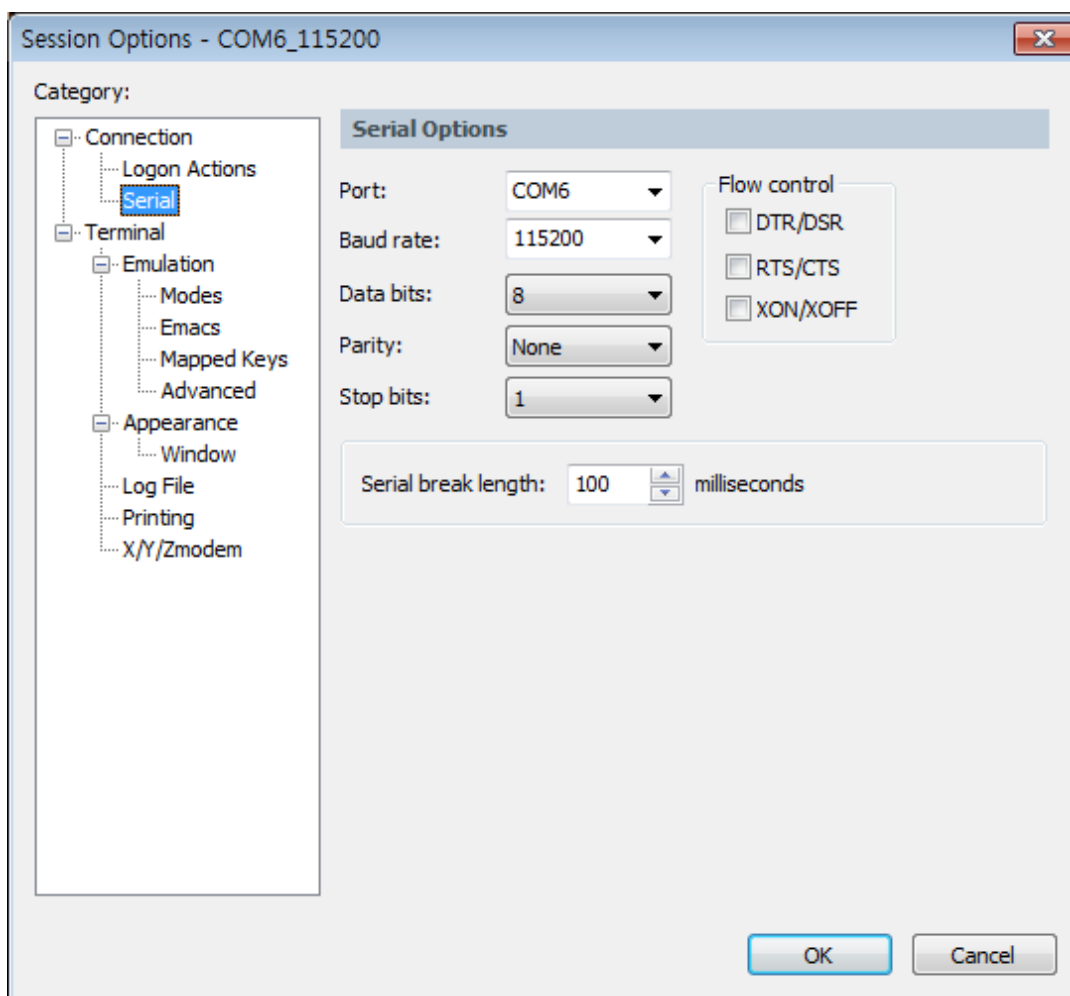 Session Options - COM6_115200
Category:
Connection
Logon Actions
Serial
Terminal
Emulation
Modes
Emacs
Mapped Keys
Advanced
Appearance
Window
Log File
Printing
X/Y/Zmodem
Serial Options
Port: COM6
Baud rate: 115200
Data bits: 8
Parity: None
Stop bits: 1
Flow control
DTR/DSR
RTS/CTS
XON/XOFF
Serial break length: 100 milliseconds
OK Cancel